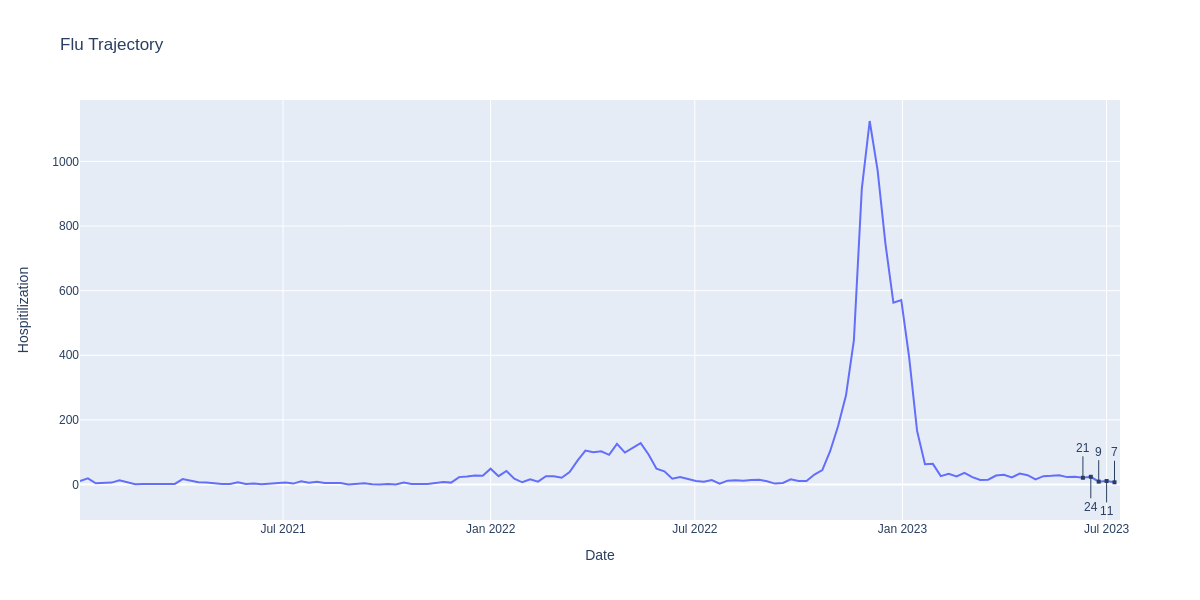 Flu Trajectory
Hospitilization
1000
800
600
400
200
0
21
9
7
24
11
Jul 2021
Jan 2022
Jul 2022
Jan 2023
Jul 2023
Date